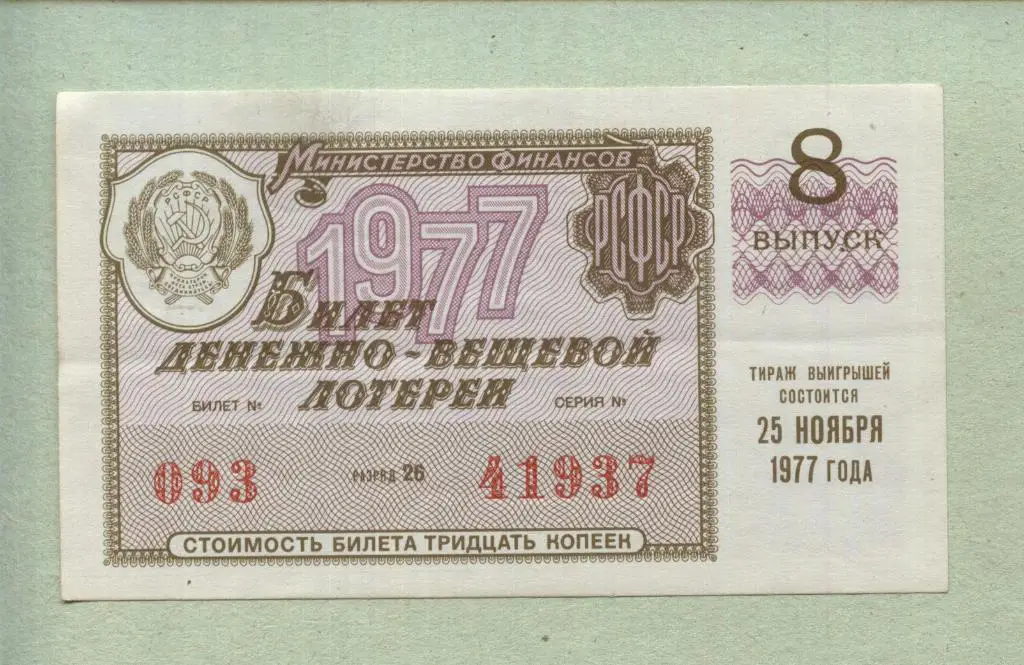 МИНИСТЕРСТВО ФИНАНСОВ
РСФСР
1977
РСФСР
БИЛЕТ
ДЕНЕЖНО-ВЕЩЕВОЙ
ЛОТЕРЕИ
БИЛЕТ №
СЕРИЯ №
093
РАЗРЯД 26
41937
СТОИМОСТЬ БИЛЕТА ТРИДЦАТЬ КОПЕЕК
8
ВЫПУСК
ТИРАЖ ВЫИГРЫШЕЙ
СОСТОИТСЯ
25 НОЯБРЯ
1977 ГОДА